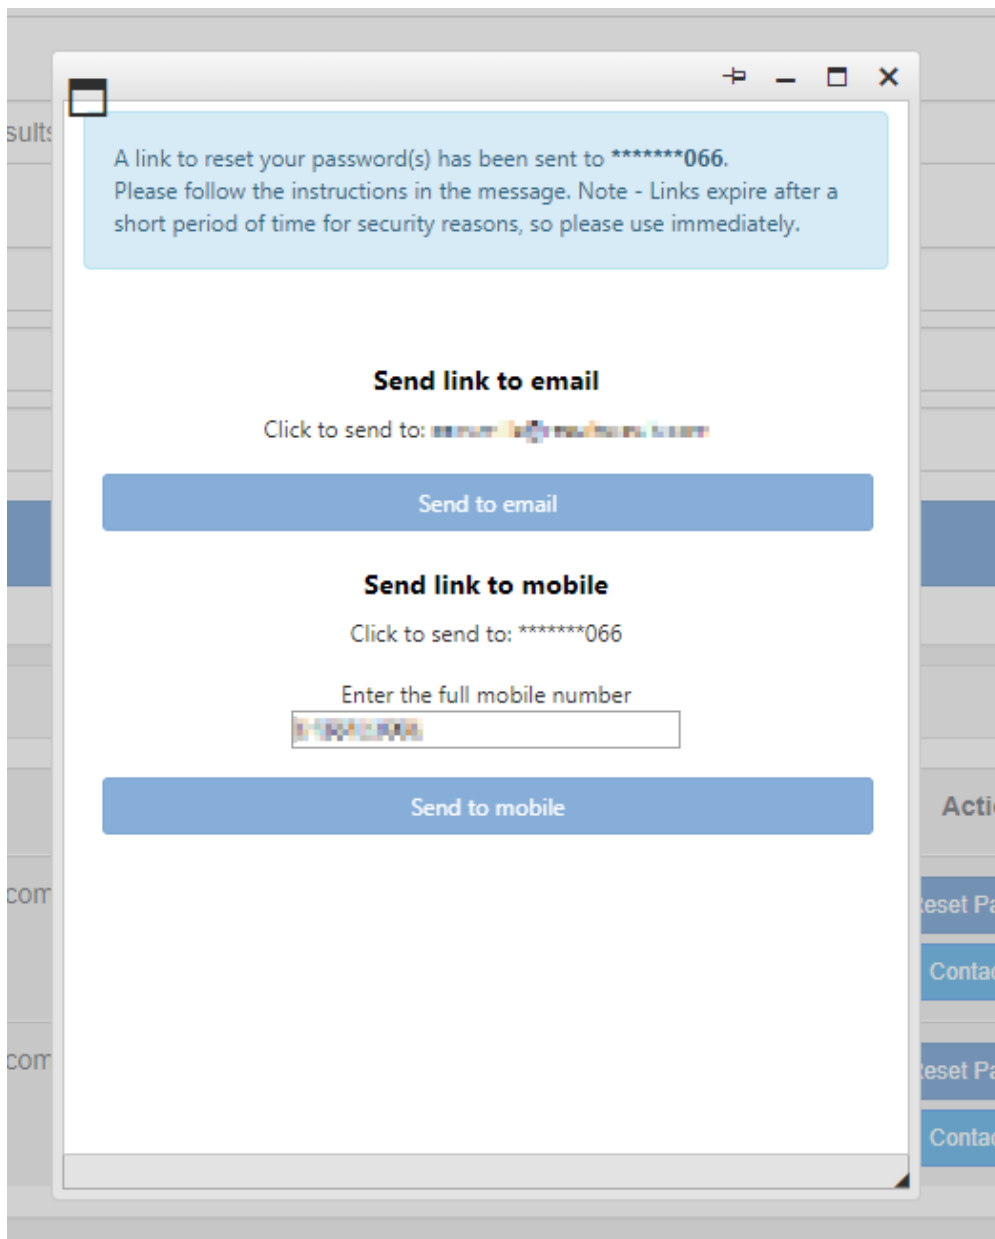 sults
A link to reset your password(s) has been sent to *******066.
Please follow the instructions in the message. Note - Links expire after a
short period of time for security reasons, so please use immediately.
Send link to email
Click to send to:
Send to email
Send link to mobile
Click to send to: *******066
Enter the full mobile number
Send to mobile
Acti
com
eset Pa
Contac
com
eset Pa
Contac